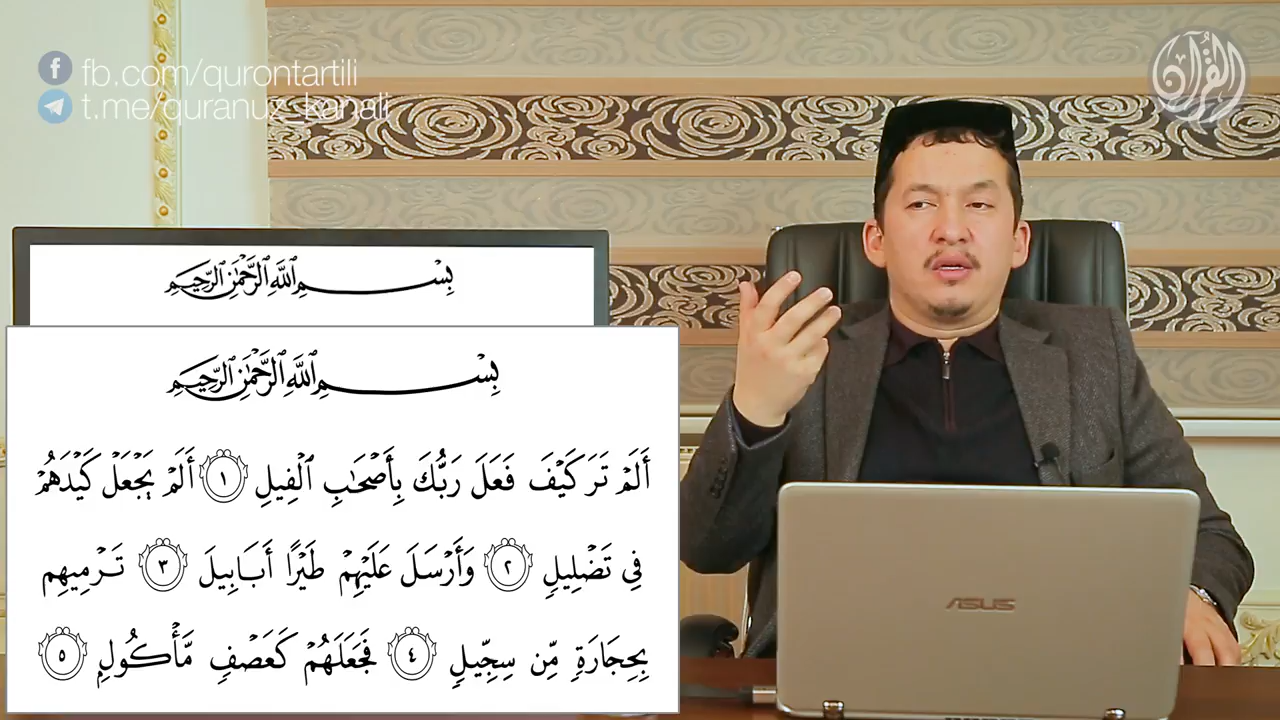 fb.com/qurontartili
t.me/quranuz_kanali
القرآن
بِسْمِ ٱللَّهِ ٱلرَّحْمَٰنِ ٱلرَّحِيمِ
بِسْمِ ٱللَّهِ ٱلرَّحْمَٰنِ ٱلرَّحِيمِ
أَلَمْ تَرَ كَيْفَ فَعَلَ رَبُّكَ بِأَصْحَٰبِ ٱلْفِيلِ ١ أَلَمْ يَجْعَلْ كَيْدَهُمْ
فِي تَضْلِيلٍ ٢ وَأَرْسَلَ عَلَيْهِمْ طَيْرًا أَبَابِيلَ ٣ تَرْمِيهِم
بِحِجَارَةٍ مِّن سِجِّيلٍ ٤ فَجَعَلَهُمْ كَعَصْفٍ مَّأْكُولٍ ٥
ASUS